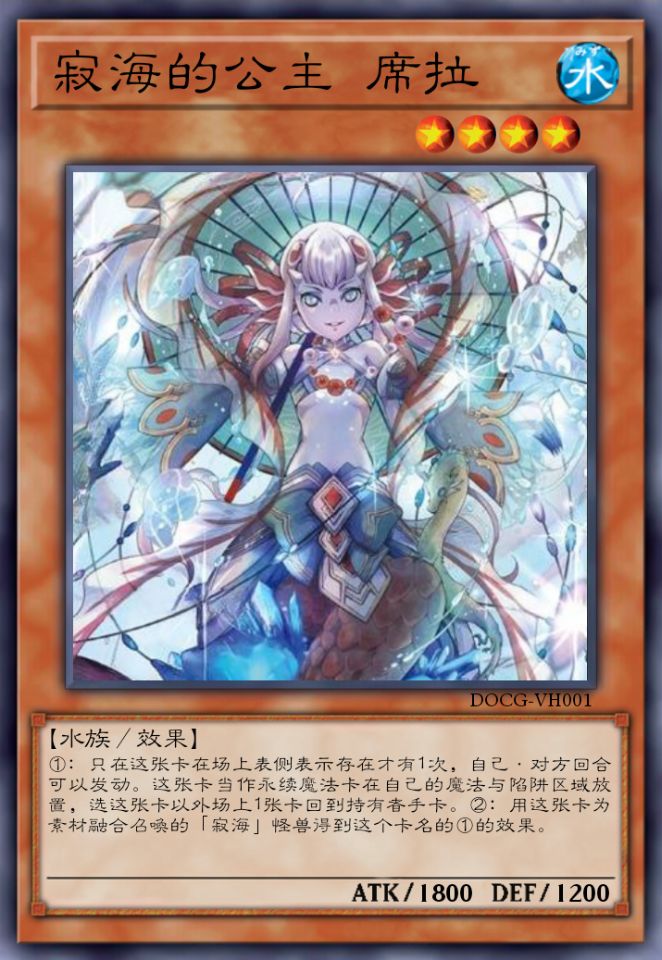 寂海的公主 席拉
みず
水
DOCG-VH001
【水族／效果】
①：只在这张卡在场上表侧表示存在才有1次，自己·对方回合
可以发动。这张卡当作永续魔法卡在自己的魔法与陷阱区域放
置，选这张卡以外场上1张卡回到持有者手卡。②：用这张卡为
素材融合召唤的「寂海」怪兽得到这个卡名的①的效果。
ATK/1800 DEF/1200